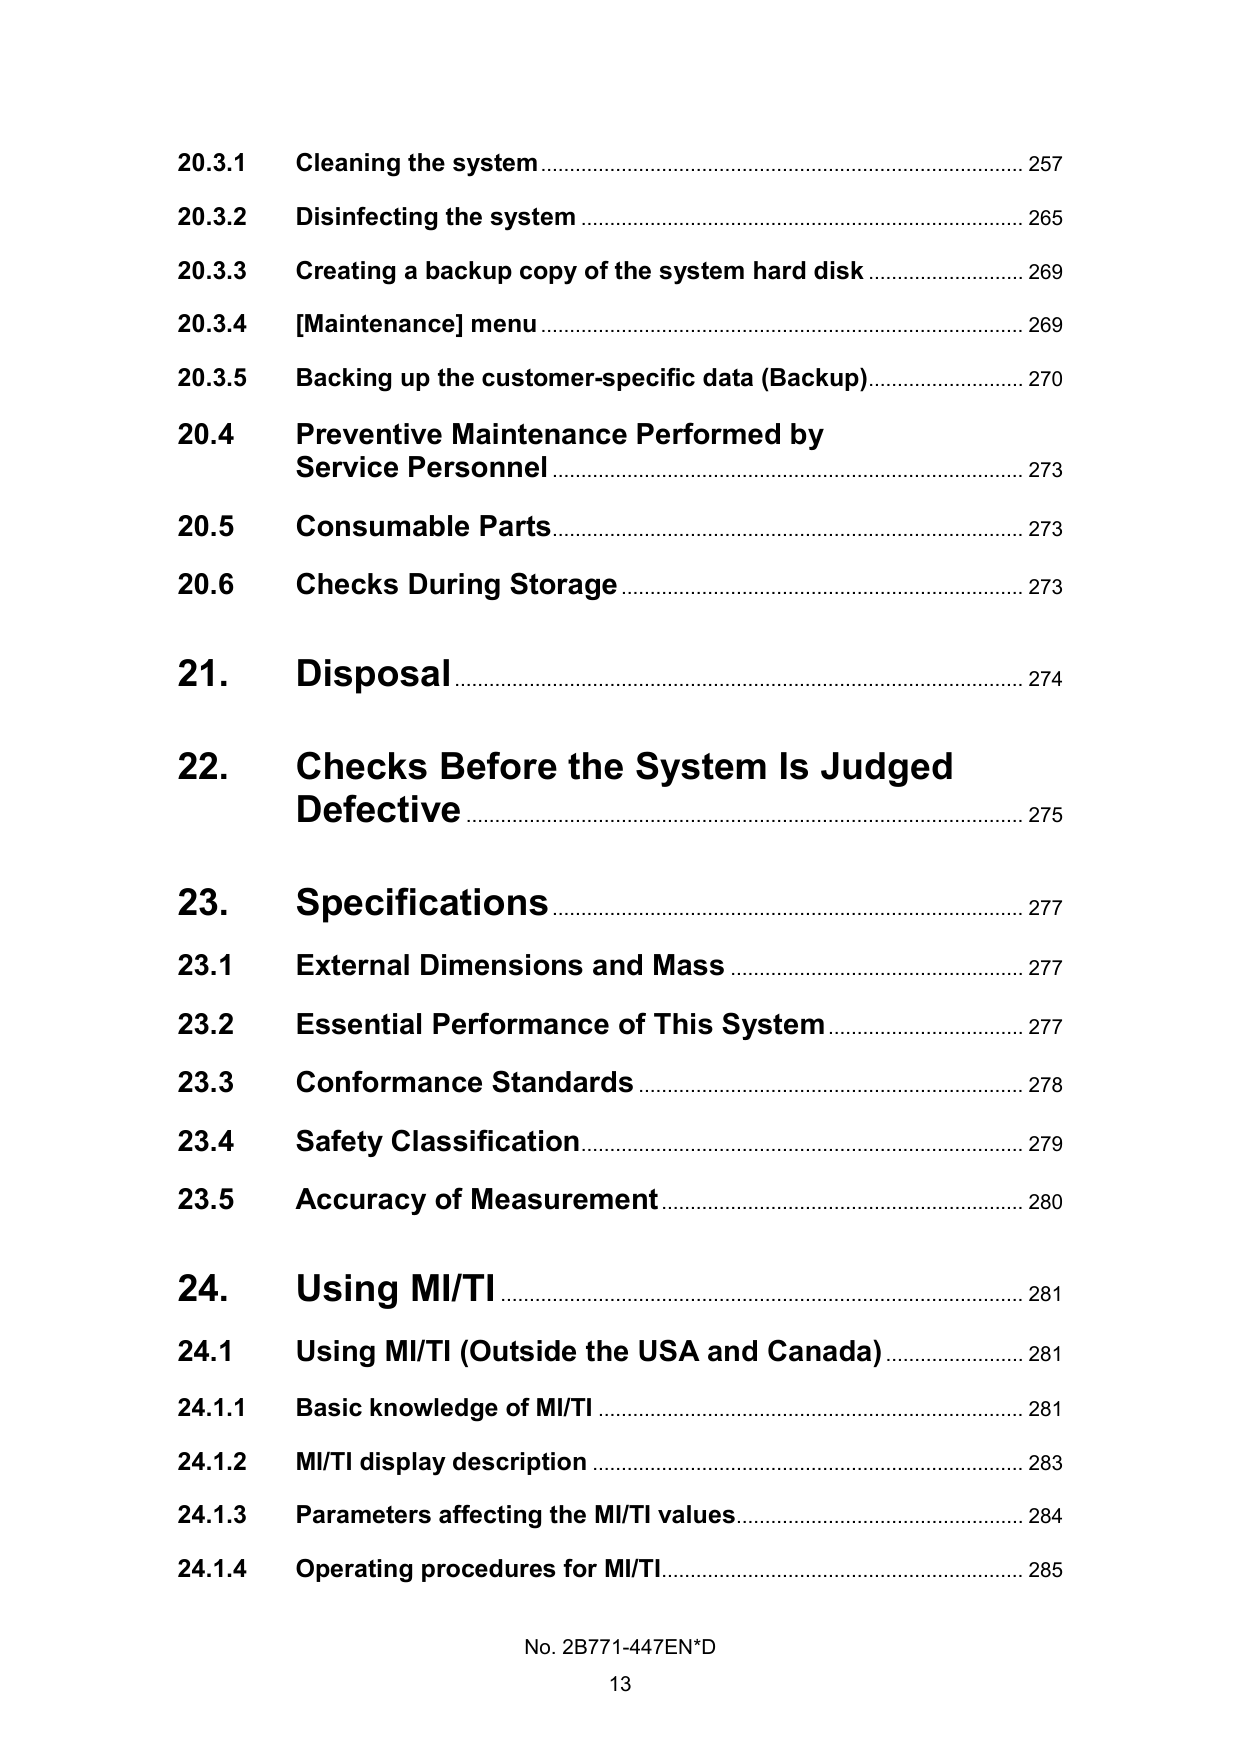 20.3.1 Cleaning the system ........ 257
20.3.2 Disinfecting the system ........ 265
20.3.3 Creating a backup copy of the system hard disk ........ 269
20.3.4 [Maintenance] menu ........ 269
20.3.5 Backing up the customer-specific data (Backup) ........ 270
20.4 Preventive Maintenance Performed by
Service Personnel ........ 273
20.5 Consumable Parts ........ 273
20.6 Checks During Storage ........ 273
21. Disposal ........ 274
22. Checks Before the System Is Judged
Defective ........ 275
23. Specifications ........ 277
23.1 External Dimensions and Mass ........ 277
23.2 Essential Performance of This System ........ 277
23.3 Conformance Standards ........ 278
23.4 Safety Classification ........ 279
23.5 Accuracy of Measurement ........ 280
24. Using MI/TI ........ 281
24.1 Using MI/TI (Outside the USA and Canada) ........ 281
24.1.1 Basic knowledge of MI/TI ........ 281
24.1.2 MI/TI display description ........ 283
24.1.3 Parameters affecting the MI/TI values ........ 284
24.1.4 Operating procedures for MI/TI ........ 285
No. 2B771-447EN*D
13